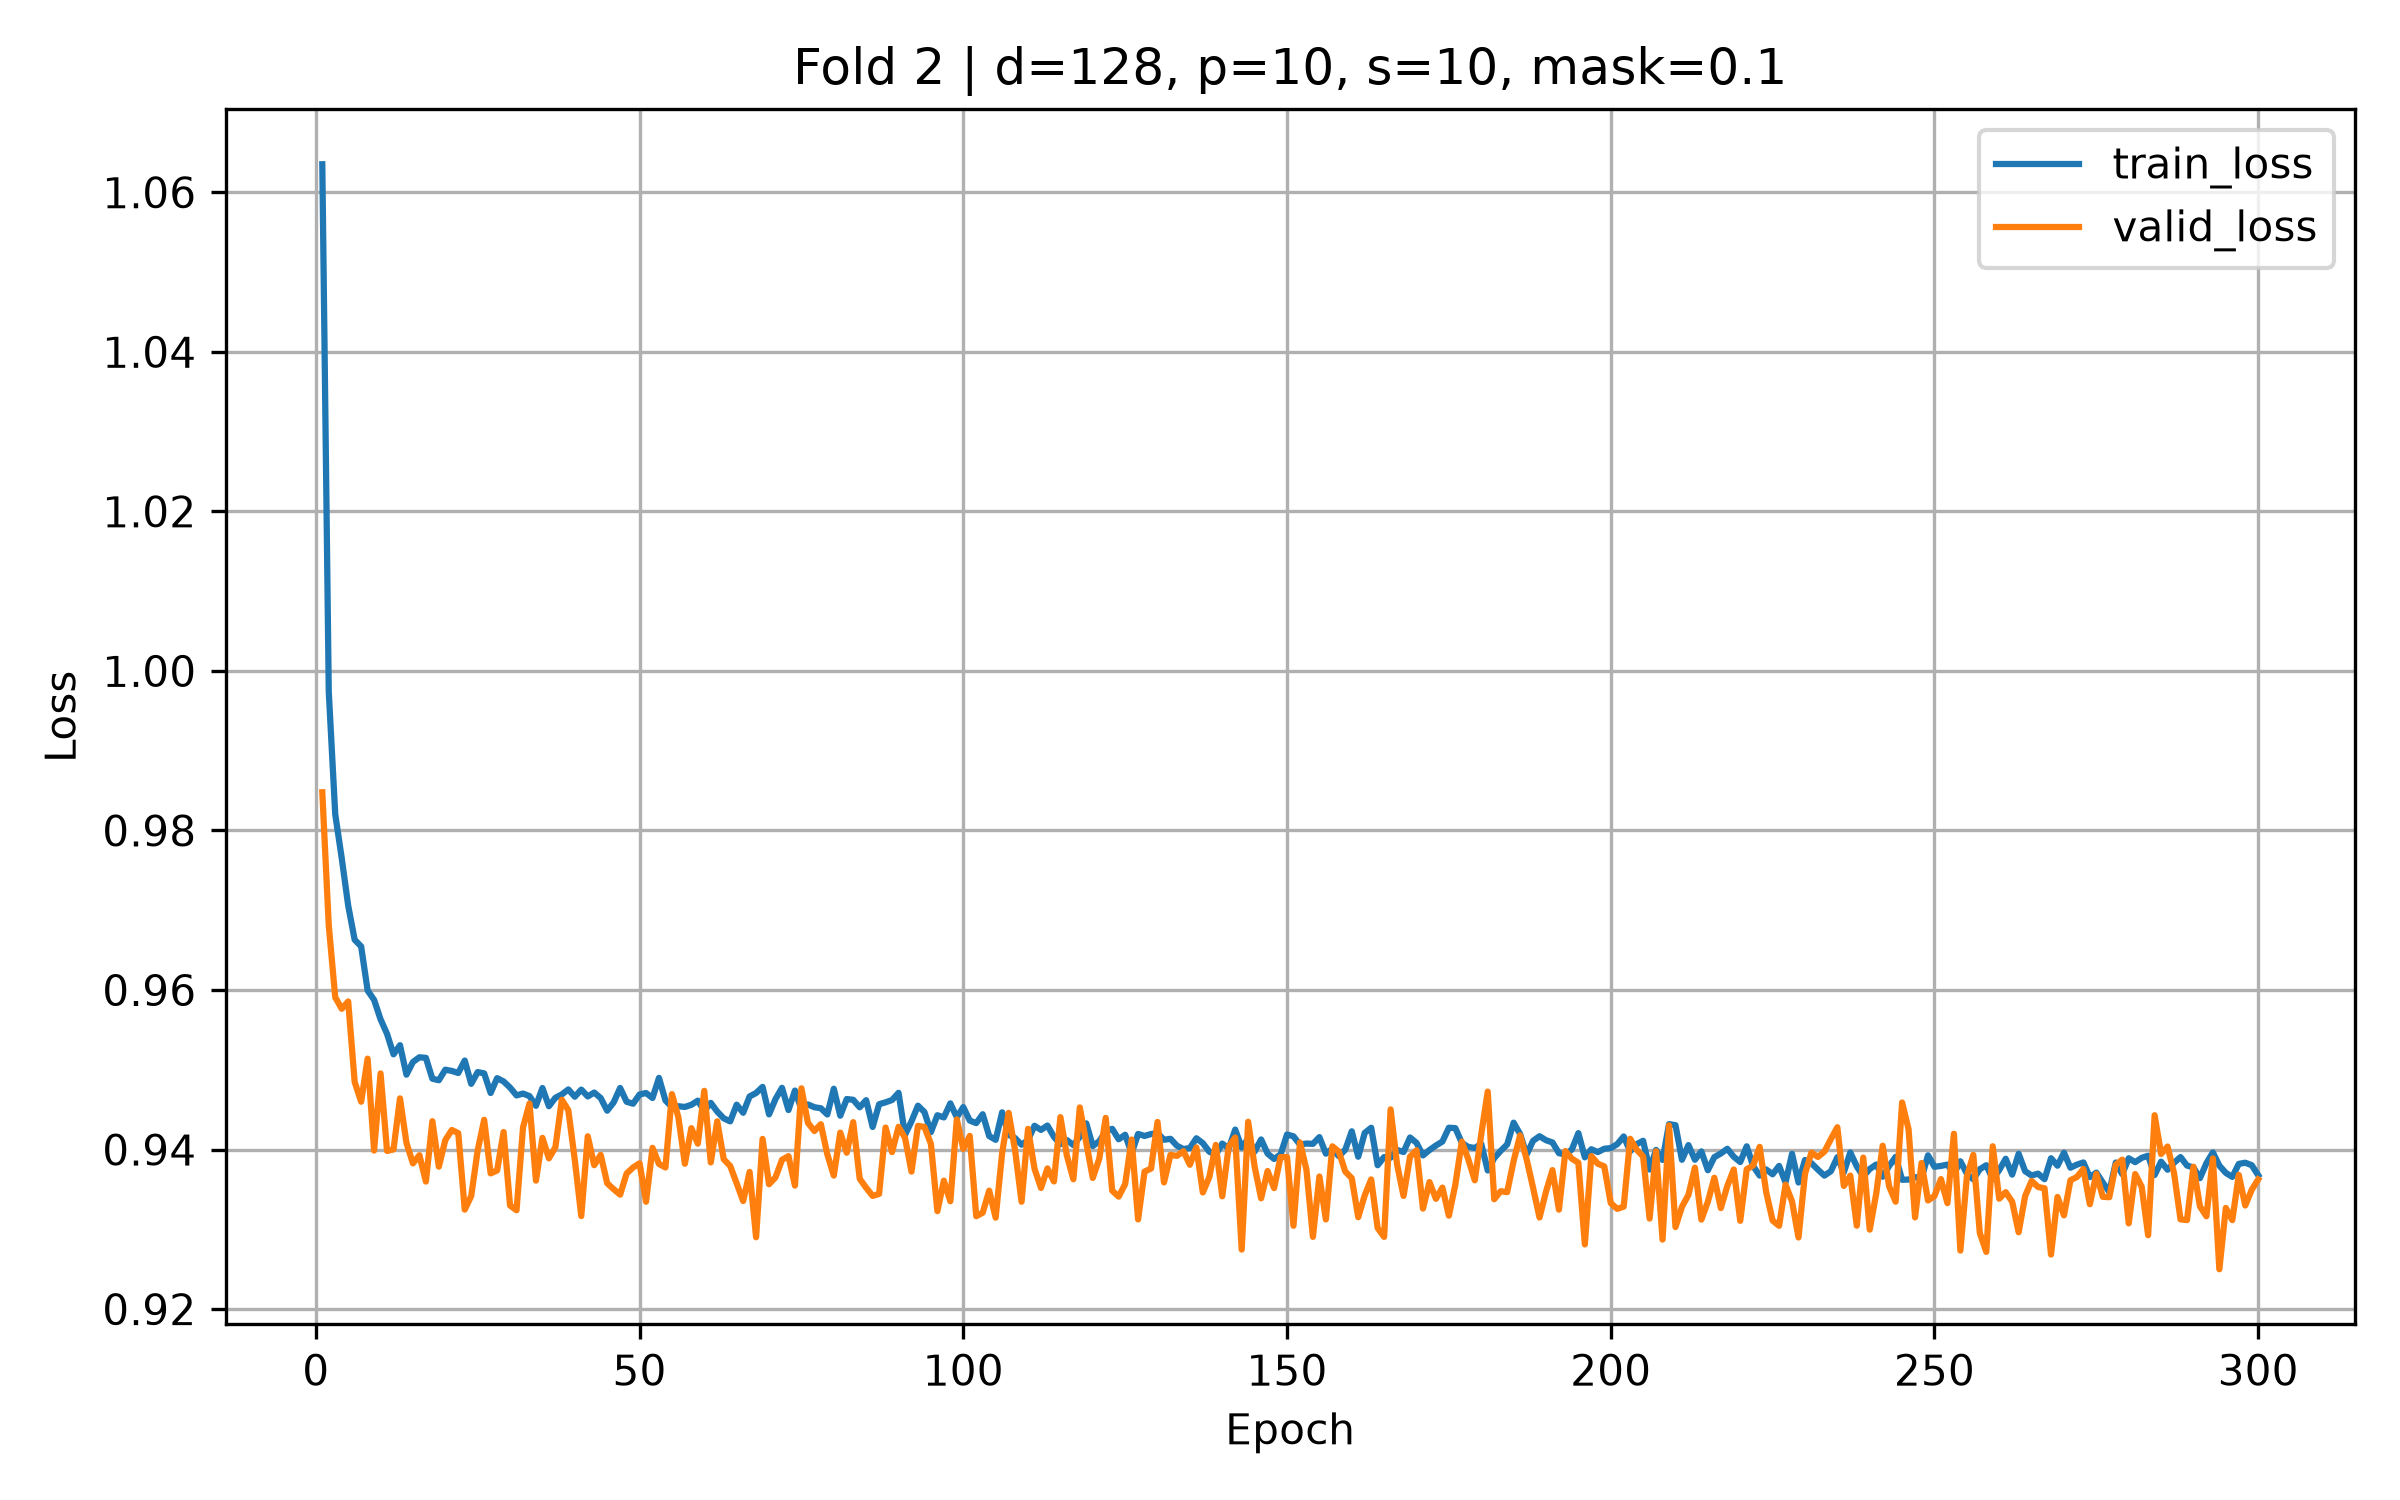 Fold 2 | d=128, p=10, s=10, mask=0.1
train_loss
valid_loss
1.06
1.04
1.02
1.00
0.98
0.96
0.94
0.92
Loss
0 50 100 150 200 250 300
Epoch